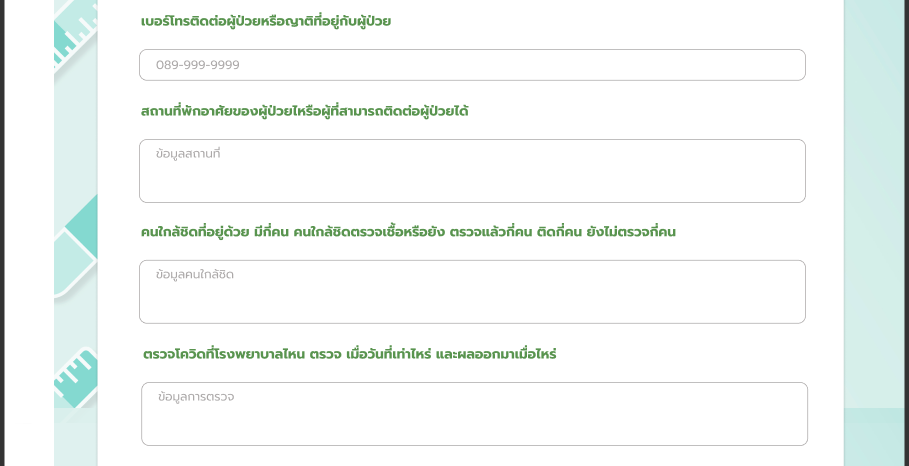 เบอร์โทรติดต่อผู้ป่วยหรือญาติที่อยู่กับผู้ป่วย
089-999-9999
สถานที่พักอาศัยของผู้ป่วยไหรือผู้ที่สามารถติดต่อผู้ป่วยได้
ข้อมูลสถานที่
คนใกล้ชิดที่อยู่ด้วย มีกี่คน คนใกล้ชิดตรวจเชื้อหรือยัง ตรวจแล้วกี่คน ติดกี่คน ยังไม่ตรวจกี่คน
ข้อมูลคนใกล้ชิด
ตรวจโควิดที่โรงพยาบาลไหน ตรวจ เมื่อวันที่เท่าไหร่ และผลออกมาเมื่อไหร่
ข้อมูลการตรวจ